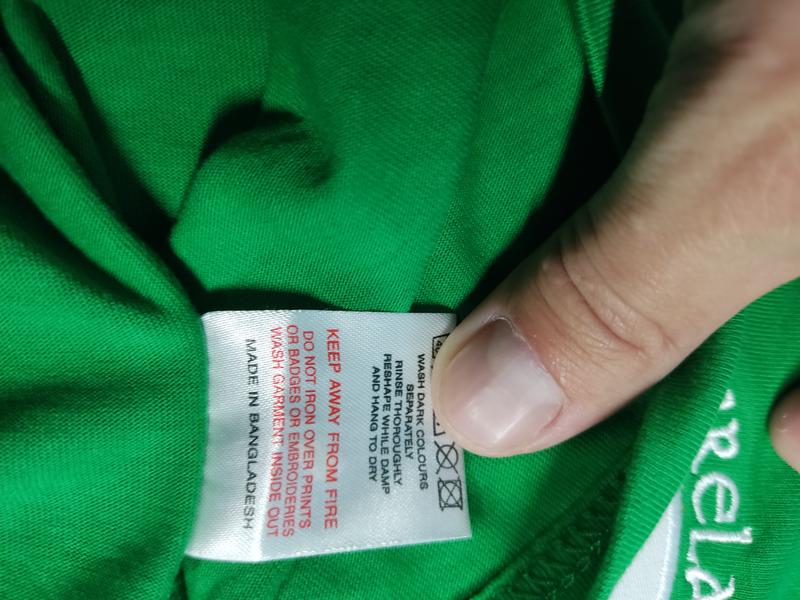 40
WASH DARK COLOURS
SEPARATELY
RINSE THOROUGHLY
RESHAPE WHILE DAMP
AND HANG TO DRY
KEEP AWAY FROM FIRE
DO NOT IRON OVER PRINTS
OR BADGES OR EMBROIDERIES
WASH GARMENT INSIDE OUT
MADE IN BANGLADESH